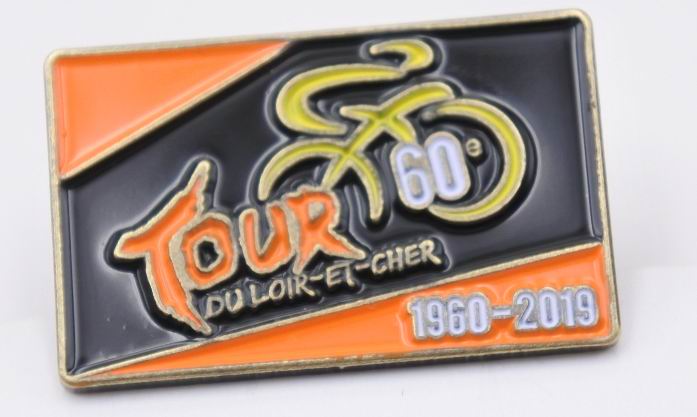 60e
TOUR
DU LOIR-ET-CHER
1960-2019